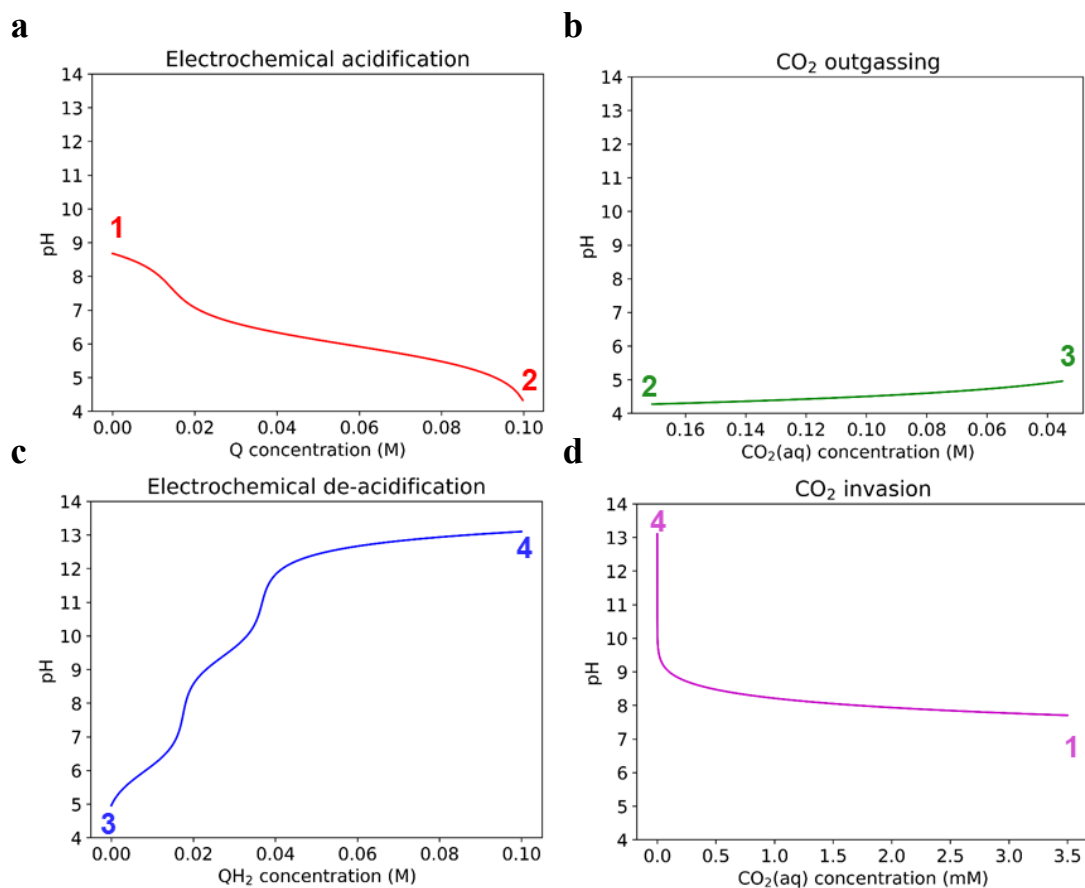 a
Electrochemical acidification
14
13
12
11
10
9
8
7
6
5
4
pH
1
2
0.00 0.02 0.04 0.06 0.08 0.10
Q concentration (M)
b
CO₂ outgassing
14
13
12
11
10
9
8
7
6
5
4
pH
2
3
0.16 0.14 0.12 0.10 0.08 0.06 0.04
CO₂(aq) concentration (M)
c
Electrochemical de-acidification
14
13
12
11
10
9
8
7
6
5
4
pH
4
3
0.00 0.02 0.04 0.06 0.08 0.10
QH₂ concentration (M)
d
CO₂ invasion
14
13
12
11
10
9
8
7
6
5
4
pH
4
1
0.0 0.5 1.0 1.5 2.0 2.5 3.0 3.5
CO₂(aq) concentration (mM)